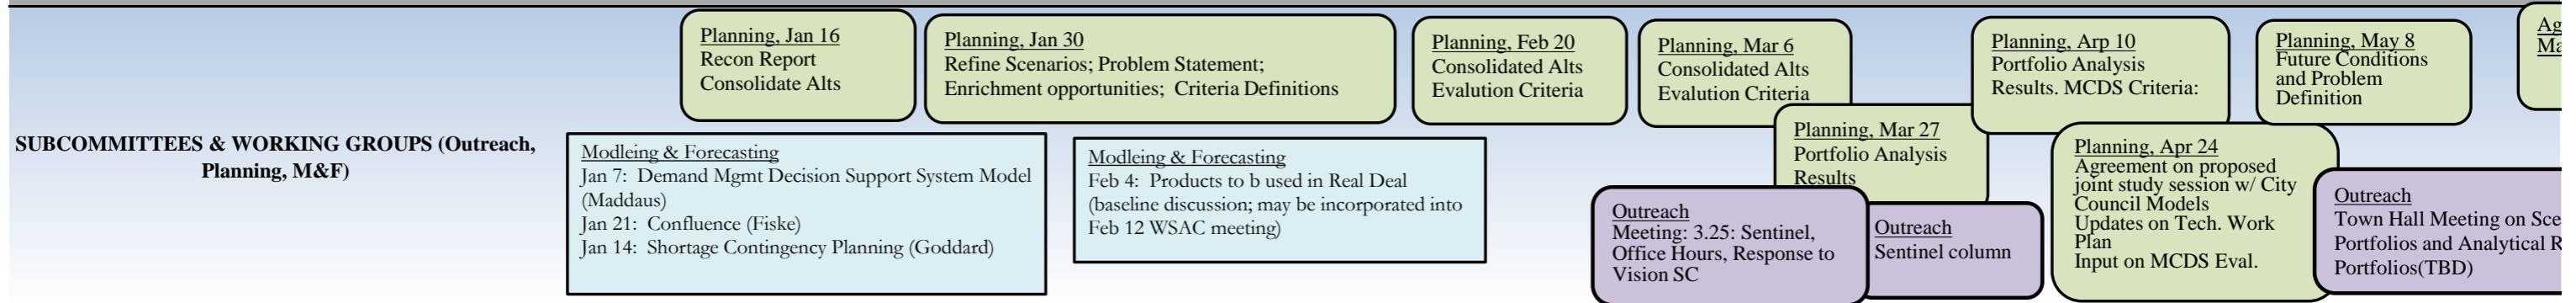 Planning, Jan 16
Recon Report
Consolidate Alts
Planning, Jan 30
Refine Scenarios; Problem Statement;
Enrichment opportunities;  Criteria Definitions
Planning, Feb 20
Consolidated Alts
Evalution Criteria
Planning, Mar 6
Consolidated Alts
Evalution Criteria
Planning, Arp 10
Portfolio Analysis
Results. MCDS Criteria:
Planning, May 8
Future Conditions
and Problem
Definition
Ag
Ma
SUBCOMMITTEES & WORKING GROUPS (Outreach,
Planning, M&F)
Modleing & Forecasting
Jan 7:  Demand Mgmt Decision Support System Model
(Maddaus)
Jan 21:  Confluence (Fiske)
Jan 14:  Shortage Contingency Planning (Goddard)
Modleing & Forecasting
Feb 4:  Products to b used in Real Deal
(baseline discussion; may be incorporated into
Feb 12 WSAC meeting)
Planning, Mar 27
Portfolio Analysis
Results
Outreach
Meeting: 3.25: Sentinel,
Office Hours, Response to
Vision SC
Outreach
Sentinel column
Planning, Apr 24
Agreement on proposed
joint study session w/ City
Council Models
Updates on Tech. Work
Plan
Input on MCDS Eval.
Outreach
Town Hall Meeting on Sce
Portfolios and Analytical R
Portfolios(TBD)